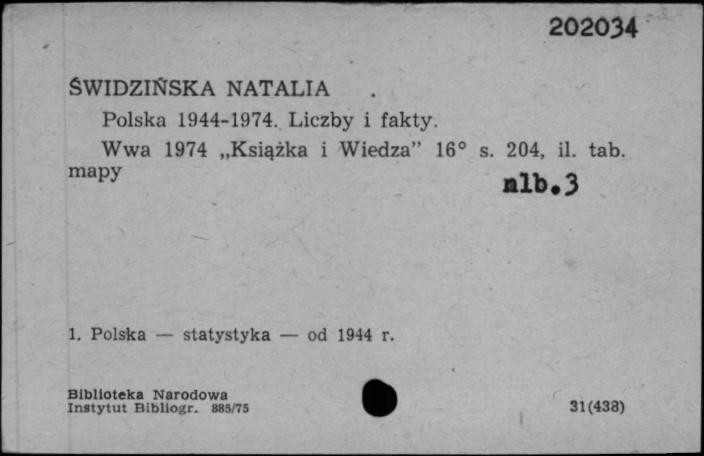 202034
ŚWIDZIŃSKA NATALIA
Polska 1944-1974. Liczby i fakty.
Wwa 1974 „Książka i Wiedza” 16° s. 204, il. tab.
mapy
nlb.3
1. Polska — statystyka — od 1944 r.
Biblioteka Narodowa
Instytut Bibliogr. 885/75
31(438)